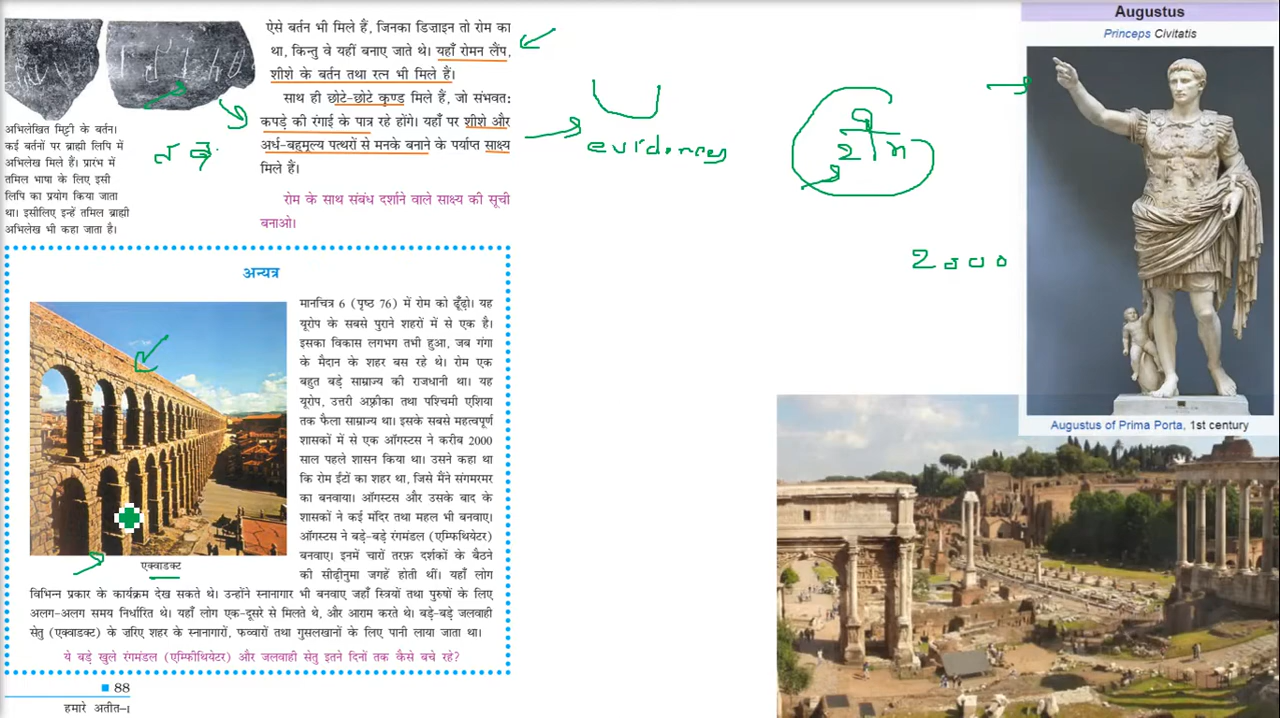 ऐसे बर्तन भी मिले हैं, जिनका डिज़ाइन तो रोम का
था, किन्तु वे यहीं बनाए जाते थे। यहाँ रोमन लैंप,
शीशे के बर्तन तथा रत्न भी मिले हैं।
साथ ही छोटे-छोटे कुण्ड मिले हैं, जो संभवतः
कपड़े की रंगाई के पात्र रहे होंगे। यहाँ पर शीशे और
अर्ध-बहुमूल्य पत्थरों से मनके बनाने के पर्याप्त साक्ष्य
मिले हैं।
रोम के साथ संबंध दर्शाने वाले साक्ष्य की सूची
बनाओ।
अभिलेखित मिट्टी के बर्तन।
कई बर्तनों पर ब्राह्मी लिपि में
अभिलेख मिले हैं। प्रारंभ में
तमिल भाषा के लिए इसी
लिपि का प्रयोग किया जाता
था। इसीलिए इन्हें तमिल ब्राह्मी
अभिलेख भी कहा जाता है।
evidences
2000
Augustus
Princeps Civitatis
Augustus of Prima Porta, 1st century
अन्यत्र
मानचित्र 6 (पृष्ठ 76) में रोम को ढूँढ़ो। यह
यूरोप के सबसे पुराने शहरों में से एक है।
इसका विकास लगभग तभी हुआ, जब गंगा
के मैदान के शहर बस रहे थे। रोम एक
बहुत बड़े साम्राज्य की राजधानी था। यह
यूरोप, उत्तरी अफ़्रीका तथा पश्चिमी एशिया
तक फैला साम्राज्य था। इसके सबसे महत्वपूर्ण
शासकों में से एक ऑगस्टस ने करीब 2000
साल पहले शासन किया था। उसने कहा था
कि रोम ईंटों का शहर था, जिसे मैंने संगमरमर
का बनवाया। ऑगस्टस और उसके बाद के
शासकों ने कई मंदिर तथा महल भी बनवाए।
ऑगस्टस ने बड़े-बड़े रंगमंडल (एम्फिथियेटर)
बनवाए। इनमें चारों तरफ़ दर्शकों के बैठने
की सीढ़ीनुमा जगहें होती थीं। यहाँ लोग
विभिन्न प्रकार के कार्यक्रम देख सकते थे। उन्होंने स्नानागार भी बनवाए जहाँ स्त्रियों तथा पुरुषों के लिए
अलग-अलग समय निर्धारित थे। यहाँ लोग एक-दूसरे से मिलते थे, और आराम करते थे। बड़े-बड़े जलवाही
सेतु (एक्वाडक्ट) के ज़रिए शहर के स्नानागारों, फव्वारों तथा गुसलखानों के लिए पानी लाया जाता था।
एक्वाडक्ट
ये बड़े खुले रंगमंडल (एम्फीथियेटर) और जलवाही सेतु इतने दिनों तक कैसे बचे रहे?
88
हमारे अतीत-I